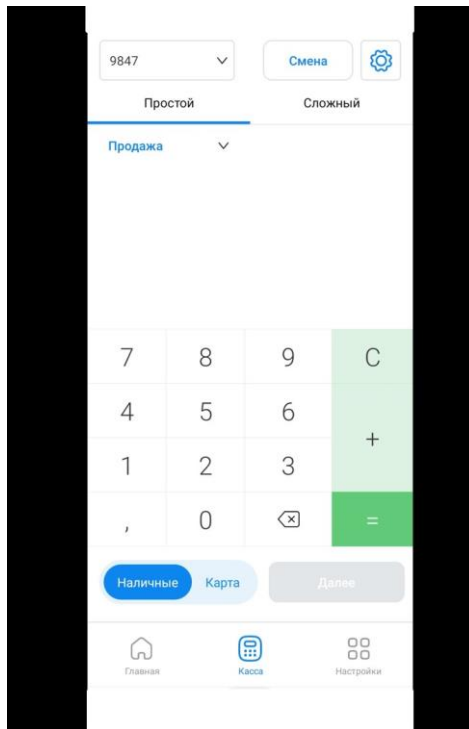 9847 Смена
Простой Сложный
Продажа
7 8 9 C
4 5 6
+
1 2 3
, 0 =
Наличные Карта Далее
Главная Касса Настройки